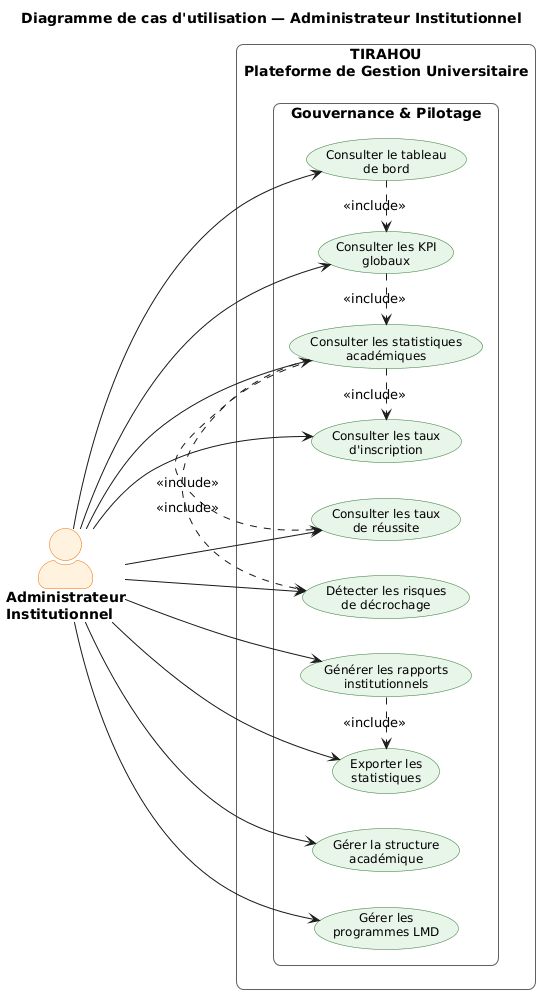 Diagramme de cas d'utilisation — Administrateur Institutionnel
TIRAHOU
Plateforme de Gestion Universitaire
Gouvernance & Pilotage
Consulter le tableau
de bord
«include»
Consulter les KPI
globaux
«include»
Consulter les statistiques
académiques
«include»
Consulter les taux
d'inscription
«include»
«include»
Consulter les taux
de réussite
Détecter les risques
de décrochage
Administrateur
Institutionnel
Générer les rapports
institutionnels
«include»
Exporter les
statistiques
Gérer la structure
académique
Gérer les
programmes LMD